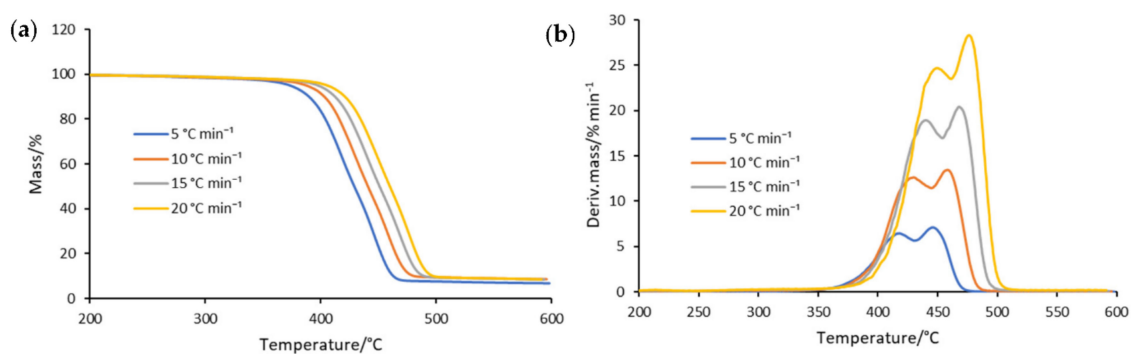 (a)
120
100
80
60
40
20
0
Mass/%
5 °C min⁻¹
10 °C min⁻¹
15 °C min⁻¹
20 °C min⁻¹
200 300 400 500 600
Temperature/°C
(b)
30
25
20
15
10
5
0
Deriv.mass/% min⁻¹
5 °C min⁻¹
10 °C min⁻¹
15 °C min⁻¹
20 °C min⁻¹
200 250 300 350 400 450 500 550 600
Temperature/°C